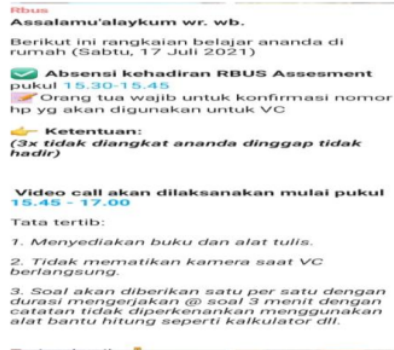 Rbus
Assalamu'alaykum wr. wb.
Berikut ini rangkaian belajar ananda di
rumah (Sabtu, 17 Juli 2021)
✅ Absensi kehadiran RBUS Assesment
pukul 15.30-15.45
Orang tua wajib untuk konfirmasi nomor
hp yg akan digunakan untuk VC
👉 Ketentuan:
(3x tidak diangkat ananda dinggap tidak
hadir)
Video call akan dilaksanakan mulai pukul
15.45 - 17.00
Tata tertib:
1. Menyediakan buku dan alat tulis.
2. Tidak mematikan kamera saat VC
berlangsung.
3. Soal akan diberikan satu per satu dengan
durasi mengerjakan @ soal 3 menit dengan
catatan tidak diperkenankan menggunakan
alat bantu hitung seperti kalkulator dll.